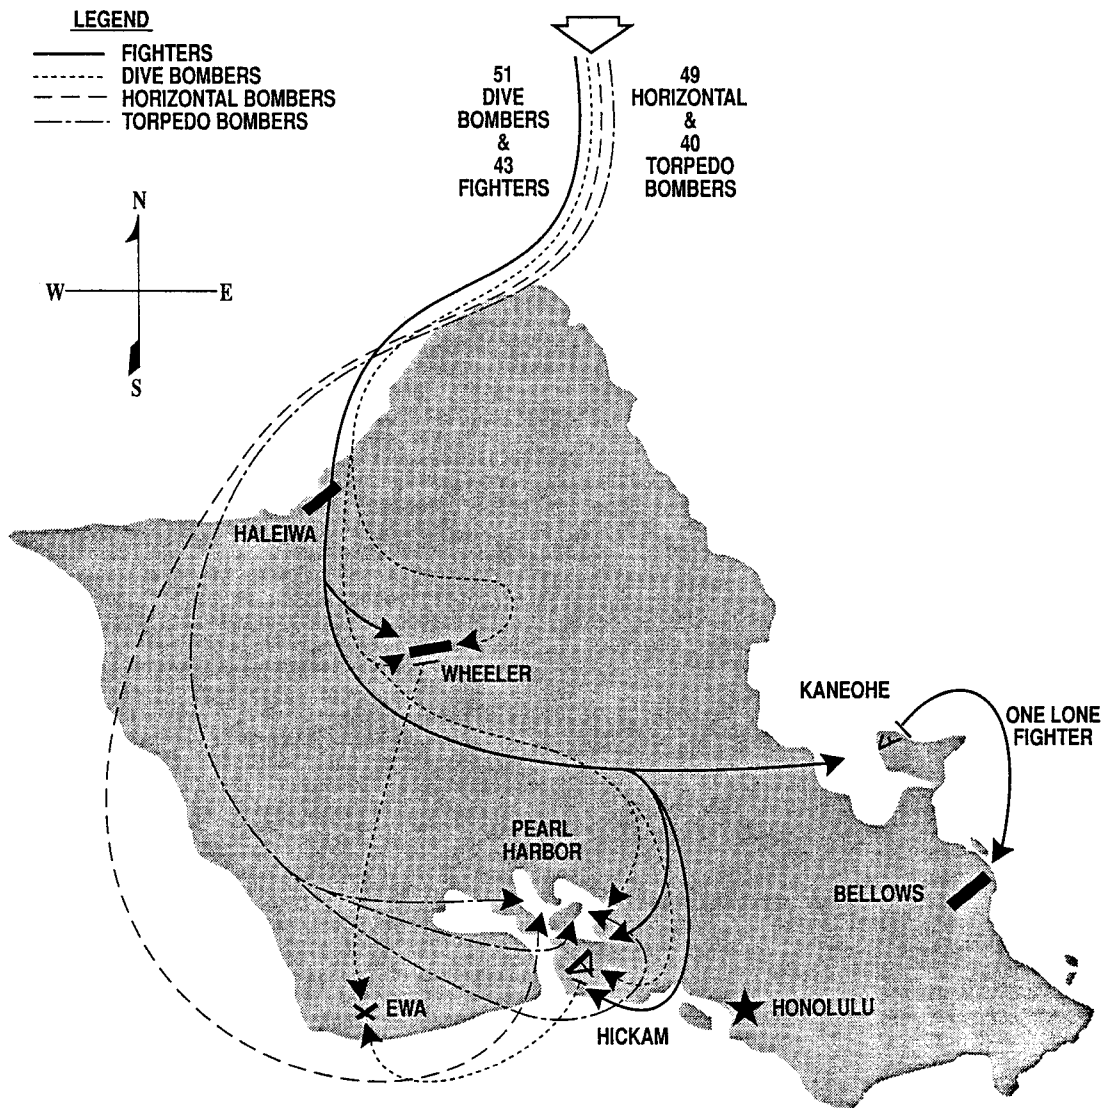 LEGEND
FIGHTERS
DIVE BOMBERS
HORIZONTAL BOMBERS
TORPEDO BOMBERS
51
DIVE
BOMBERS
&
43
FIGHTERS
49
HORIZONTAL
&
40
TORPEDO
BOMBERS
N
W
E
S
HALEIWA
WHEELER
KANEOHE
ONE LONE
FIGHTER
PEARL
HARBOR
BELLOWS
EWA
HICKAM
HONOLULU